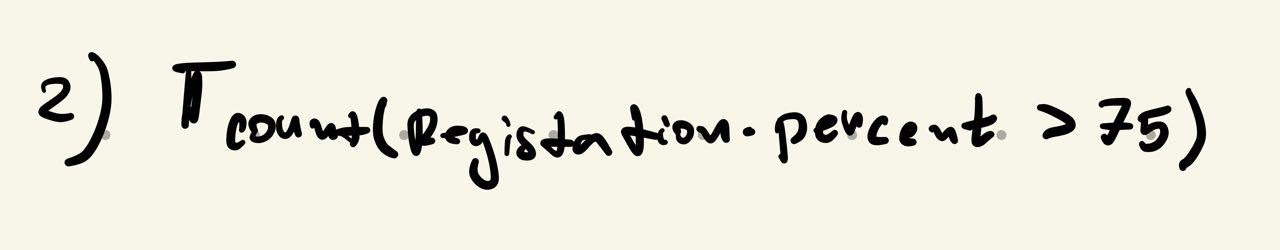 2) π count(Registation.percent > 75)